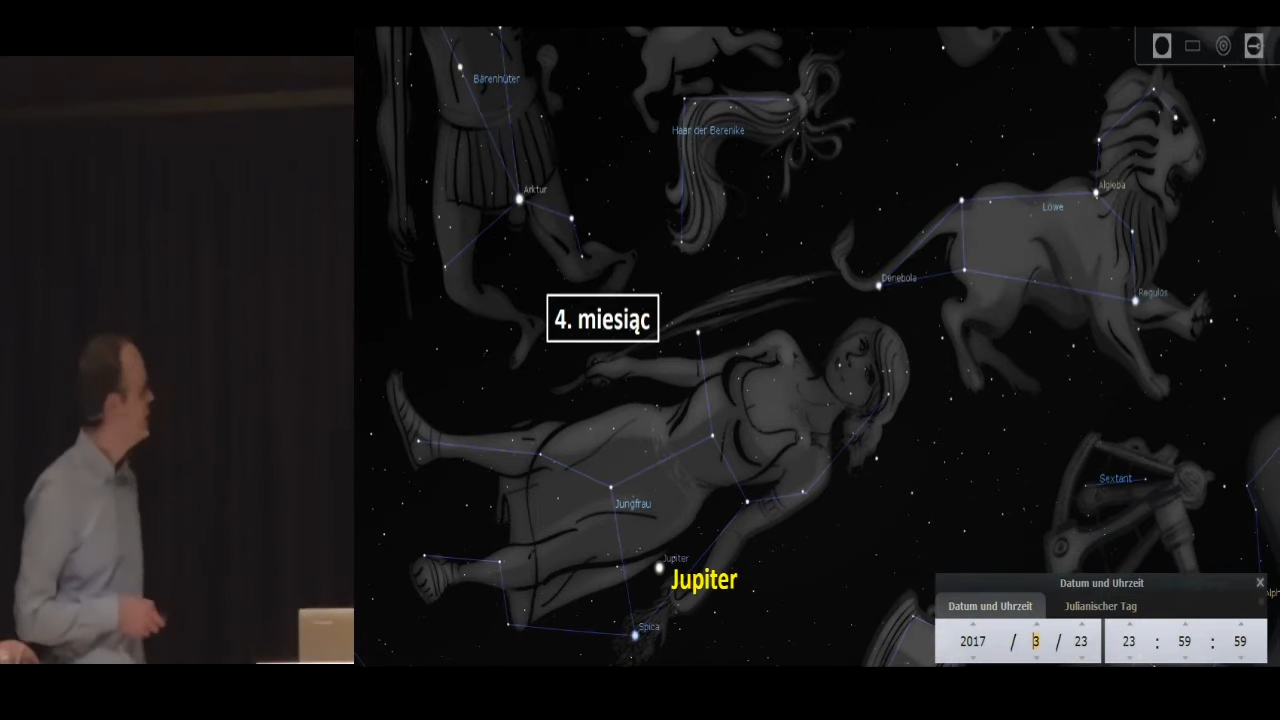 Bärenhüter
Haar der Berenike
Arktur
Algieba
Löwe
Denebola
Regulus
4. miesiąc
Sextant
Jungfrau
Jupiter
Jupiter
Spica
Datum und Uhrzeit X
Datum und Uhrzeit Julianischer Tag
2017 / 3 / 23 23 : 59 : 59